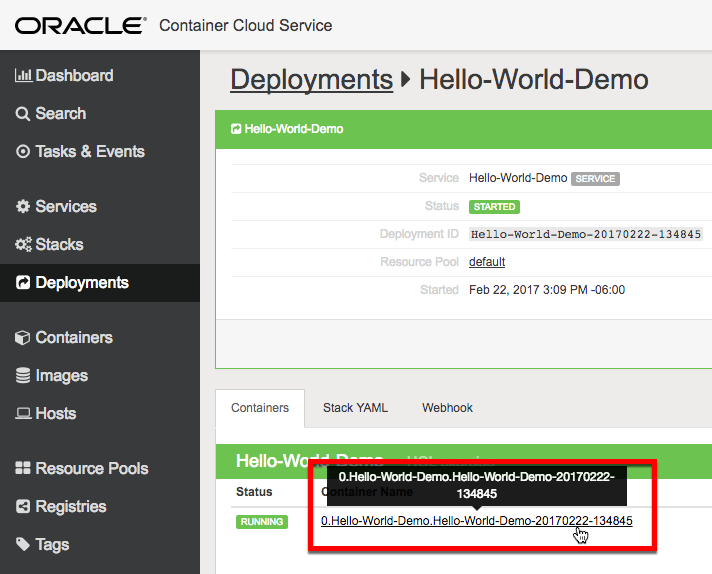 ORACLE® Container Cloud Service
Dashboard
Search
Tasks & Events
Services
Stacks
Deployments
Containers
Images
Hosts
Resource Pools
Registries
Tags
Deployments Hello-World-Demo
Hello-World-Demo
Service Hello-World-Demo SERVICE
Status STARTED
Deployment ID Hello-World-Demo-20170222-134845
Resource Pool default
Started Feb 22, 2017 3:09 PM -06:00
Containers Stack YAML Webhook
Hello-World-Demo
0.Hello-World-Demo.Hello-World-Demo-20170222-
134845
Status Container Name
RUNNING 0.Hello-World-Demo.Hello-World-Demo-20170222-134845